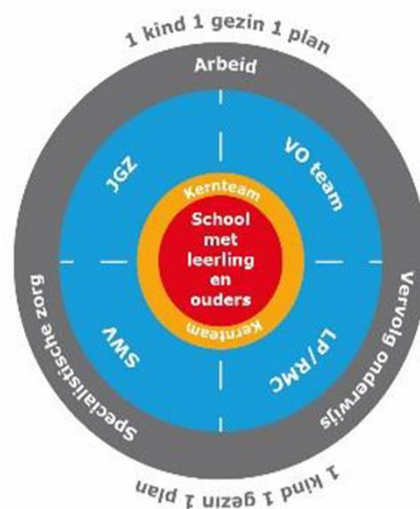 1 kind 1 gezin 1 plan
Arbeid
JGZ
VO team
Kernteam
School
met
leerling
en
ouders
Kernteam
SWV
LP/RMC
Specialistische zorg
Vervolg onderwijs
1 kind 1 gezin 1 plan